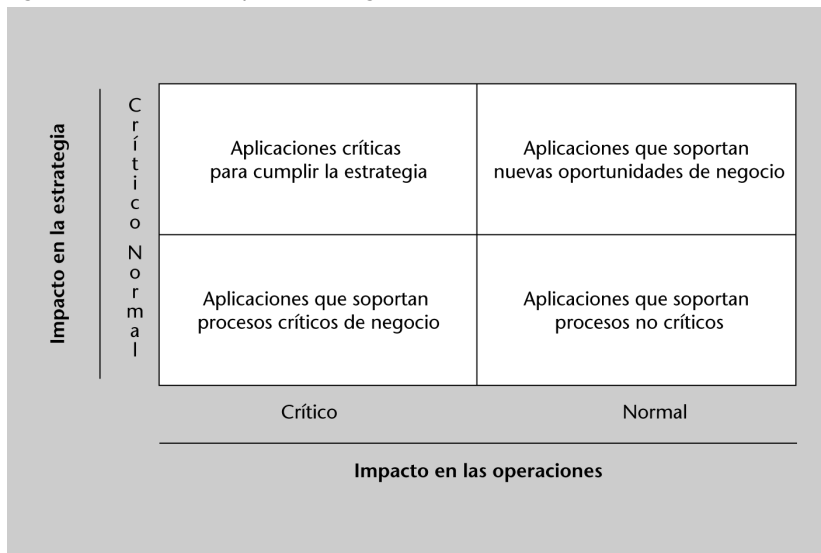 Impacto en la estrategia
Crítico
Normal
Aplicaciones críticas
para cumplir la estrategia
Aplicaciones que soportan
nuevas oportunidades de negocio
Aplicaciones que soportan
procesos críticos de negocio
Aplicaciones que soportan
procesos no críticos
Crítico
Normal
Impacto en las operaciones